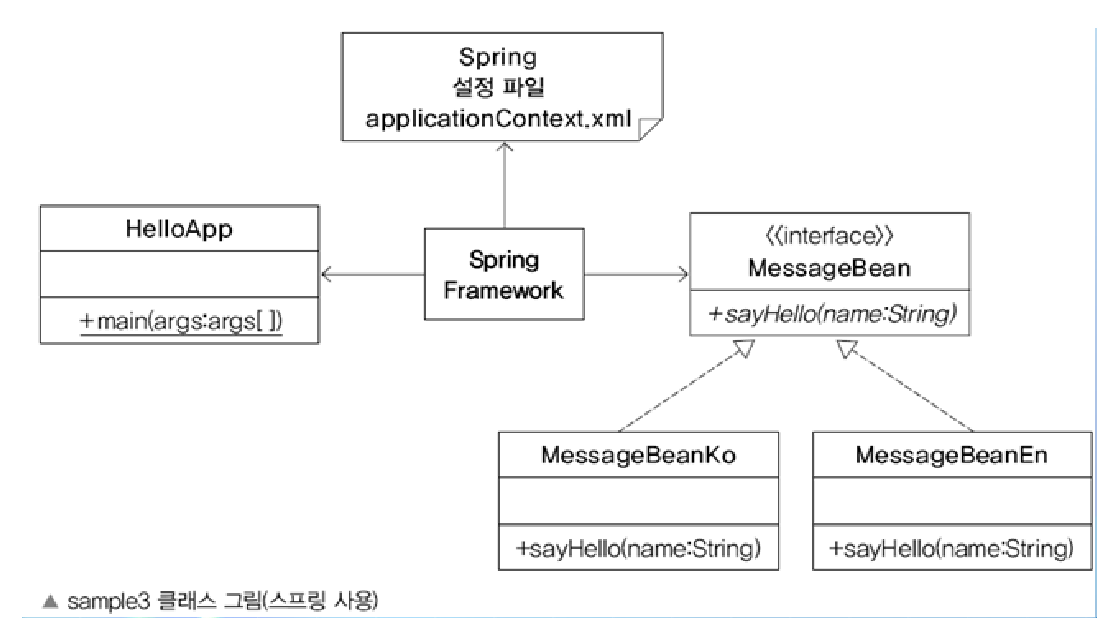 Spring
설정 파일
applicationContext.xml
HelloApp
+main(args:args[ ])
Spring
Framework
《interface》
MessageBean
+sayHello(name:String)
MessageBeanKo
+sayHello(name:String)
MessageBeanEn
+sayHello(name:String)
▲ sample3 클래스 그림(스프링 사용)